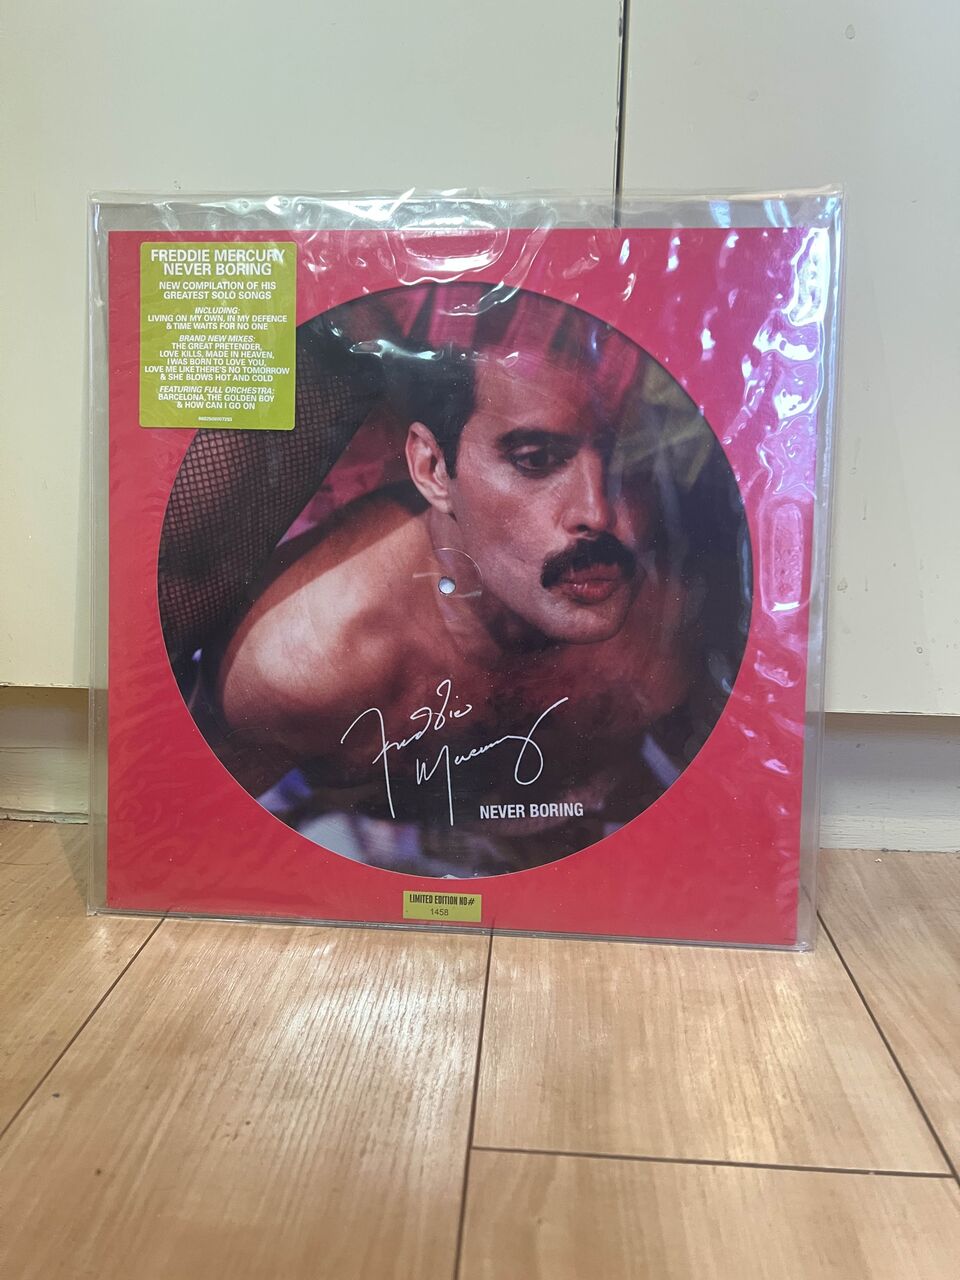 FREDDIE MERCURY
NEVER BORING
NEW COMPILATION OF HIS
GREATEST SOLO SONGS
INCLUDING:
LIVING ON MY OWN, IN MY DEFENCE
& TIME WAITS FOR NO ONE
BRAND NEW MIXES:
THE GREAT PRETENDER,
LOVE KILLS, MADE IN HEAVEN,
I WAS BORN TO LOVE YOU,
LOVE ME LIKE THERE'S NO TOMORROW
& SHE BLOWS HOT AND COLD
FEATURING FULL ORCHESTRA:
BARCELONA, THE GOLDEN BOY
& HOW CAN I GO ON
Freddie
Mercury
NEVER BORING
LIMITED EDITION NO#
1458